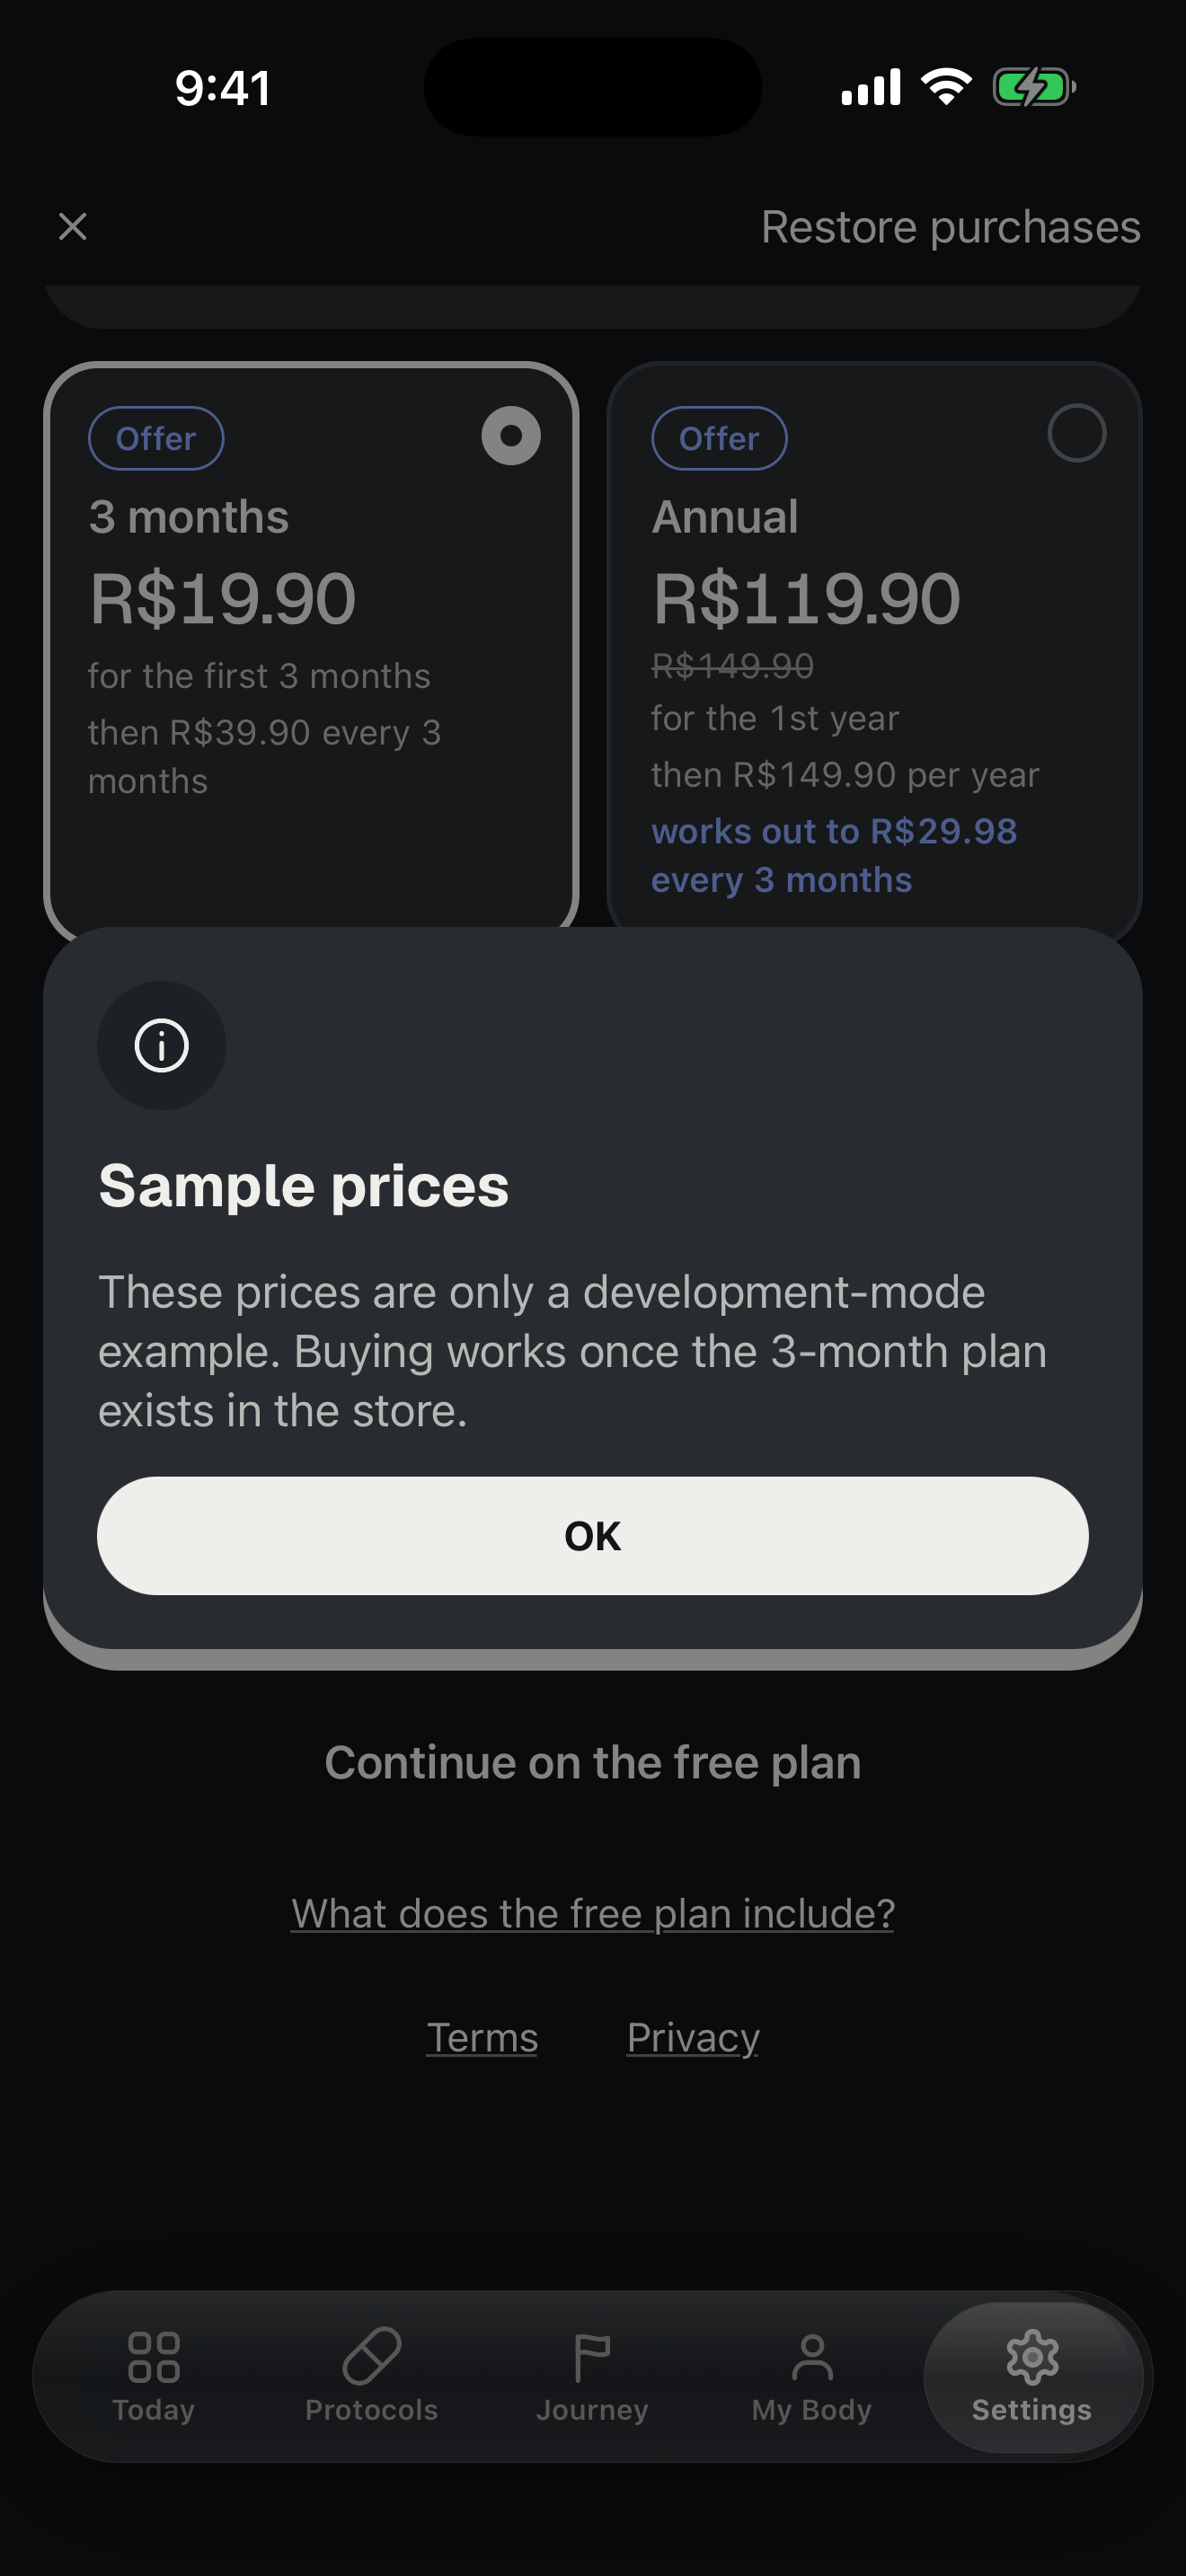 9:41
Restore purchases
Offer
3 months
R$19.90
for the first 3 months
then R$39.90 every 3
months
Offer
Annual
R$119.90
R$149.90
for the 1st year
then R$149.90 per year
works out to R$29.98
every 3 months
Sample prices
These prices are only a development-mode
example. Buying works once the 3-month plan
exists in the store.
OK
Continue on the free plan
What does the free plan include?
Terms Privacy
Today Protocols Journey My Body Settings